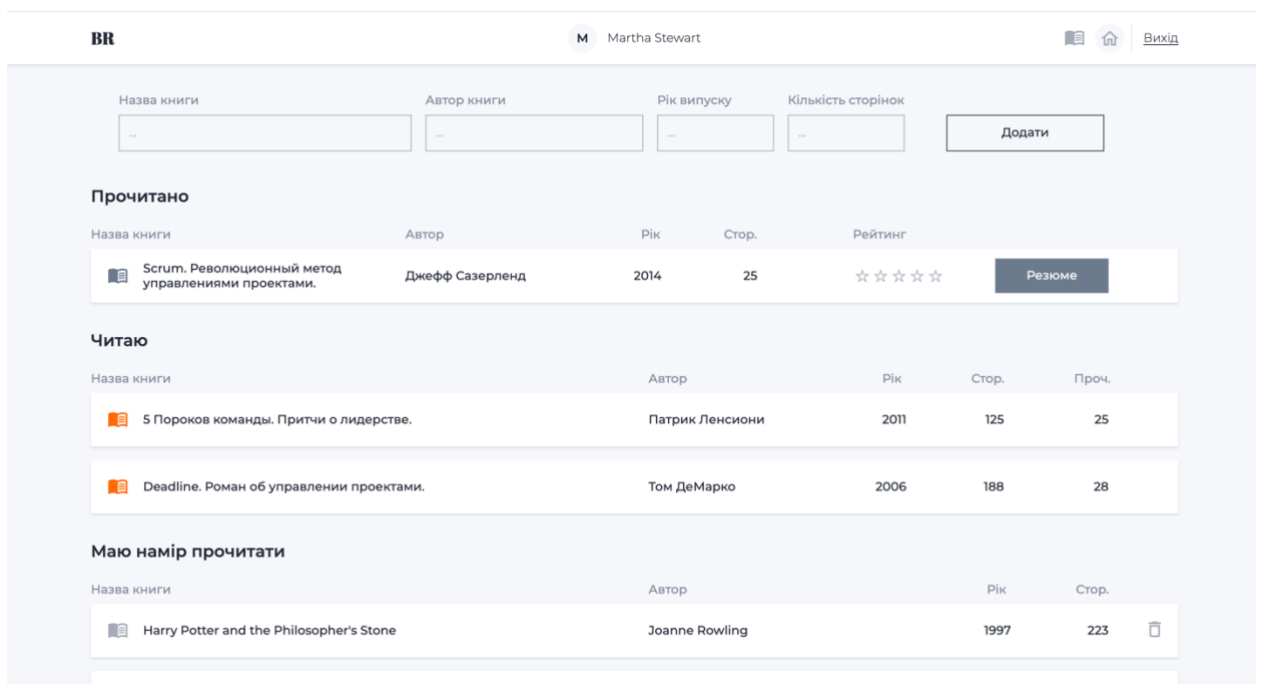 BR
M Martha Stewart
Вихід
Назва книги Автор книги Рік випуску Кількість сторінок
... ... ... ... Додати
Прочитано
Назва книги Автор Рік Стор. Рейтинг
Scrum. Революционный метод
управлениями проектами.
Джефф Сазерленд 2014 25 Резюме
Читаю
Назва книги Автор Рік Стор. Проч.
5 Пороков команды. Притчи о лидерстве. Патрик Ленсиони 2011 125 25
Deadline. Роман об управлении проектами. Том ДеМарко 2006 188 28
Маю намір прочитати
Назва книги Автор Рік Стор.
Harry Potter and the Philosopher's Stone Joanne Rowling 1997 223